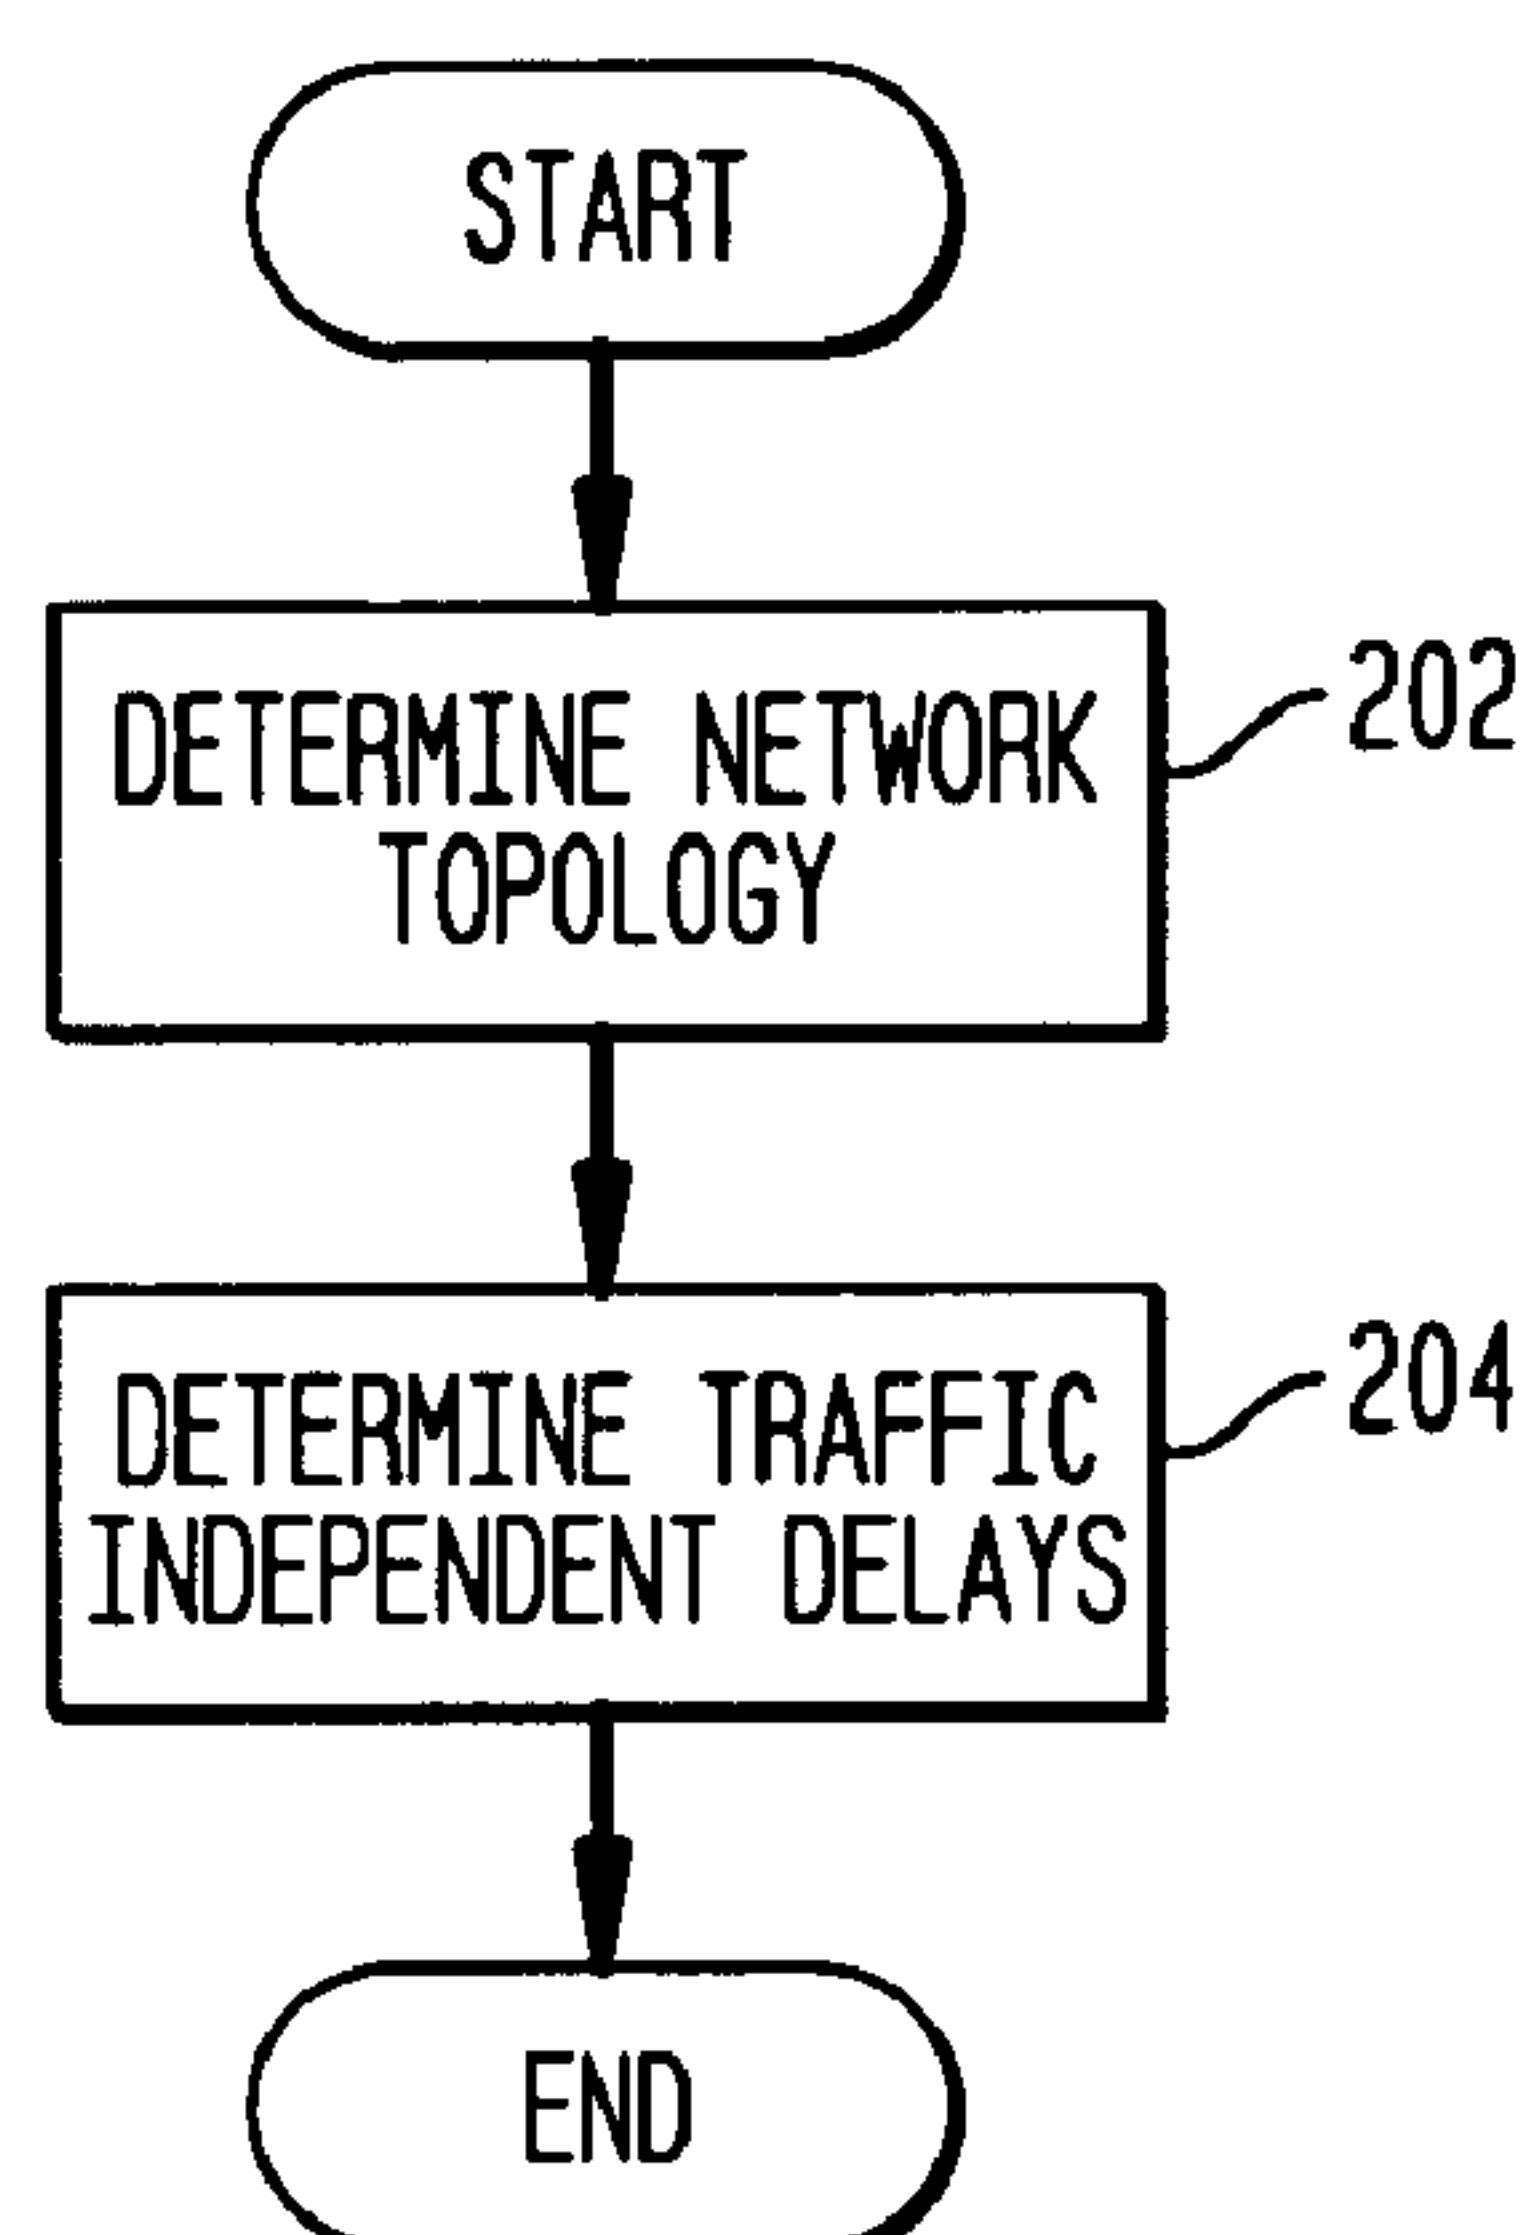 START
DETERMINE NETWORK
TOPOLOGY
202
DETERMINE TRAFFIC
INDEPENDENT DELAYS
204
END